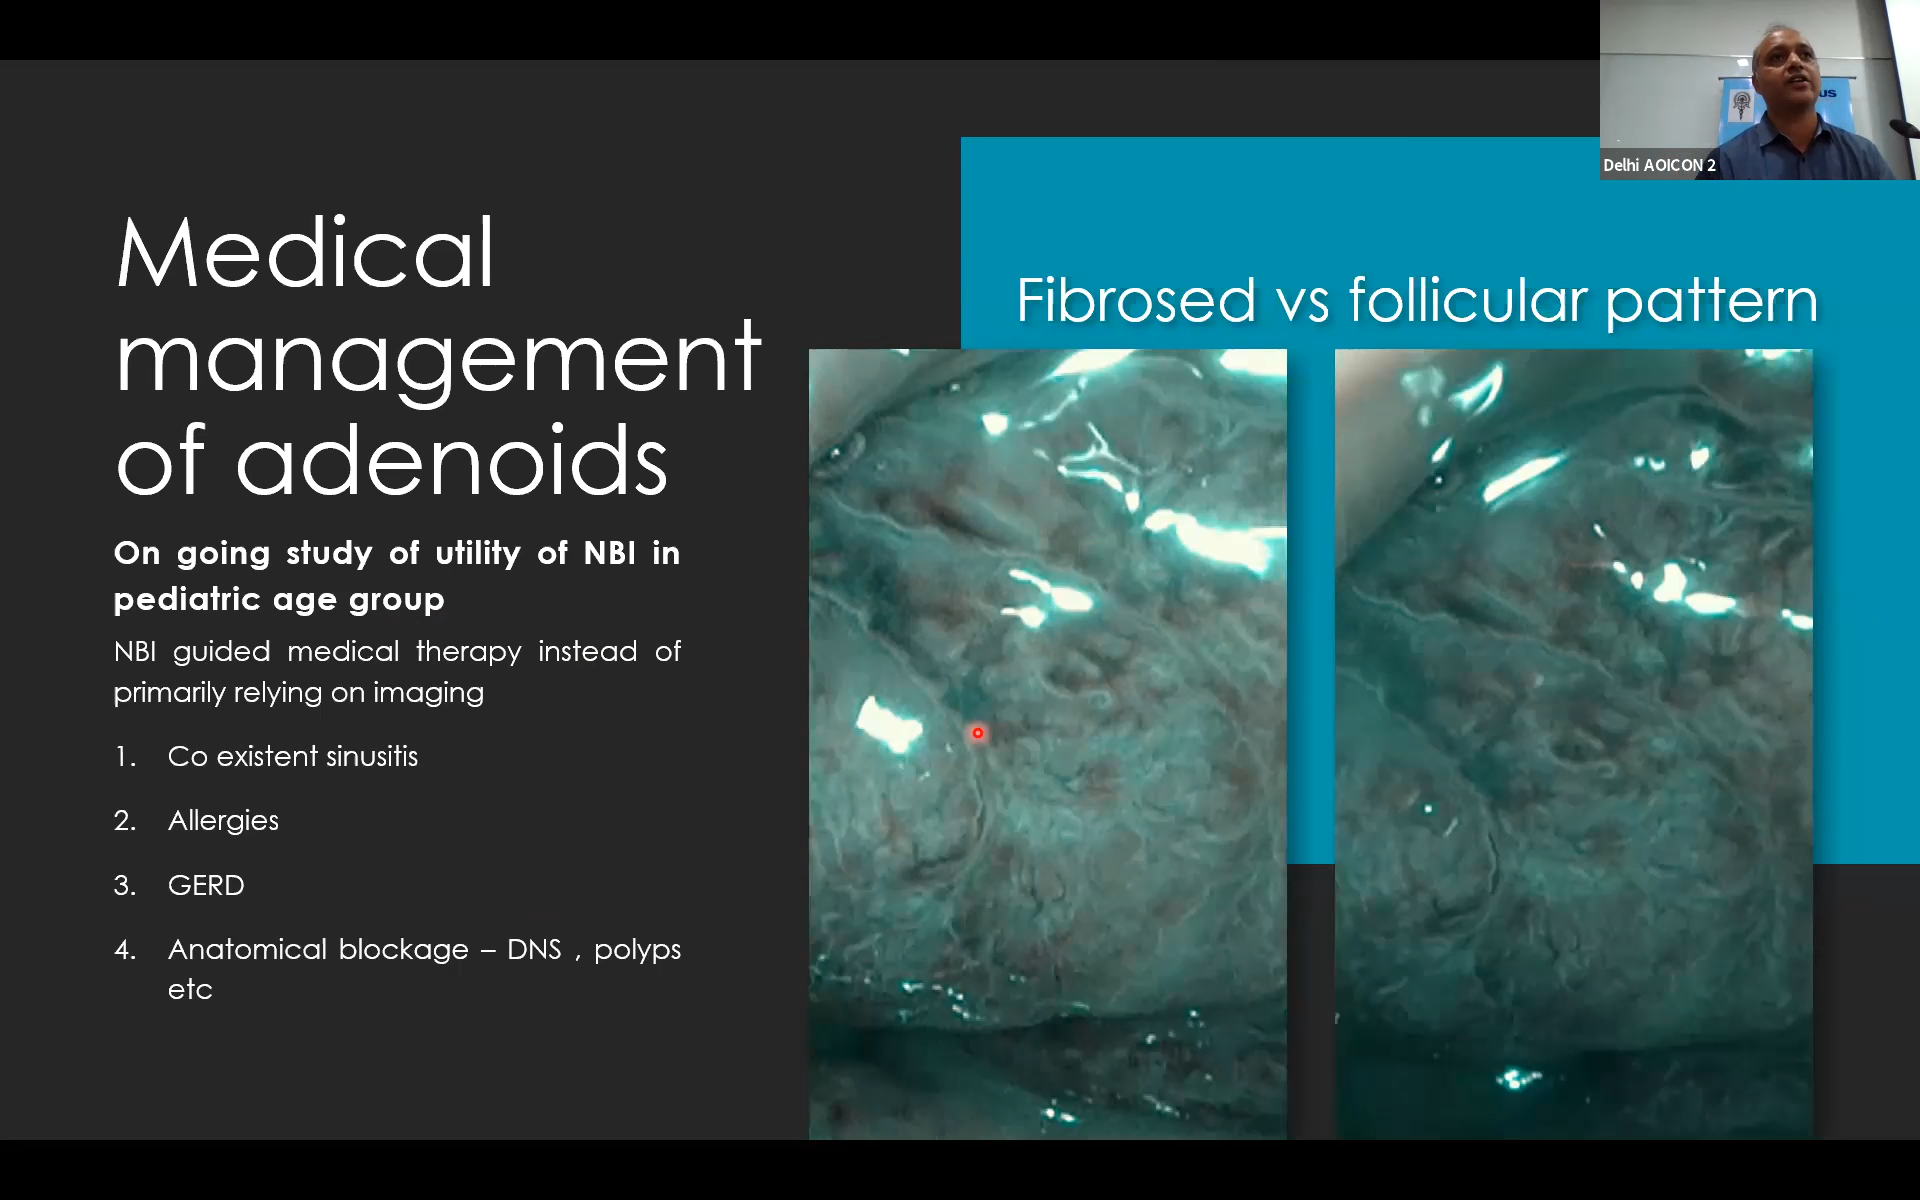 Medical
management
of adenoids
On going study of utility of NBI in
pediatric age group
NBI guided medical therapy instead of
primarily relying on imaging
1. Co existent sinusitis
2. Allergies
3. GERD
4. Anatomical blockage – DNS , polyps
etc
Fibrosed vs follicular pattern
US
Delhi AOICON 2